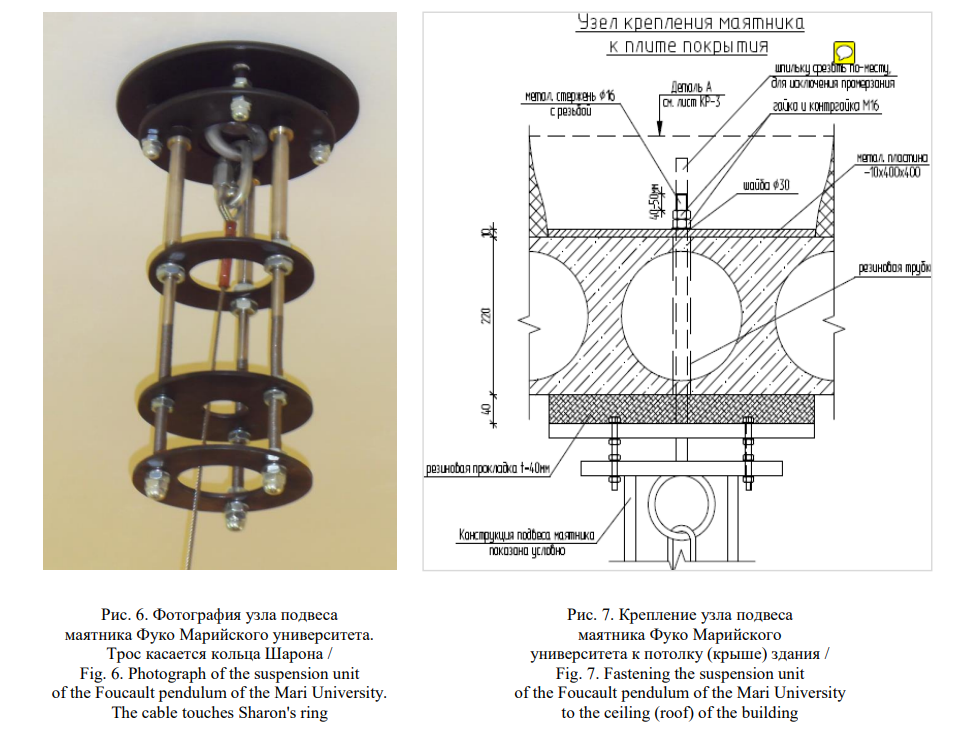 Узел крепления маятника
к плите покрытия
шпильку срезать по-месту,
для исключения промерзания
Деталь А
см. лист КР-3
метал. стержень ф16
с резьбой
гайка и контргайка М16
метал. пластина
-10х400х400
шайба ф30
40-50мм
10
резиновая трубк
220
40
резиновая прокладка t=40мм
Конструкция подвеса маятника
показана условно
Рис. 6. Фотография узла подвеса
маятника Фуко Марийского университета.
Трос касается кольца Шарона /
Fig. 6. Photograph of the suspension unit
of the Foucault pendulum of the Mari University.
The cable touches Sharon's ring
Рис. 7. Крепление узла подвеса
маятника Фуко Марийского
университета к потолку (крыше) здания /
Fig. 7. Fastening the suspension unit
of the Foucault pendulum of the Mari University
to the ceiling (roof) of the building